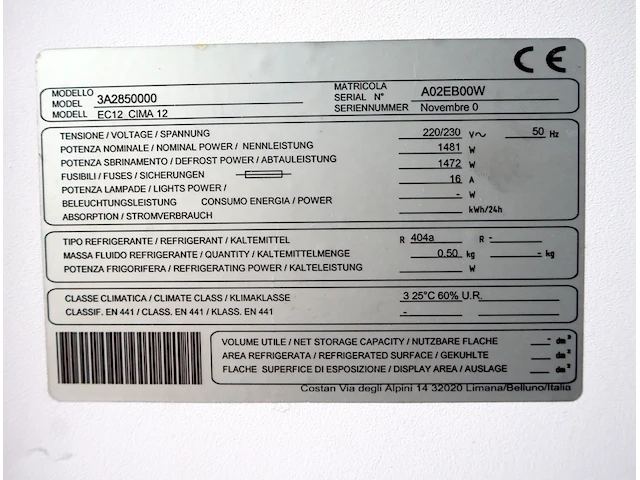 CE
MODELLO
MODEL 3A2850000
MODELL EC12 CIMA 12
MATRICOLA
SERIAL N° A02EB00W
SERIENNUMER Novembre 0
TENSIONE / VOLTAGE / SPANNUNG 220/230 V~ 50 Hz
POTENZA NOMINALE / NOMINAL POWER / NENNLEISTUNG 1481 W
POTENZA SBRINAMENTO / DEFROST POWER / ABTAULEISTUNG 1472 W
FUSIBILI / FUSES / SICHERUNGEN 16 A
POTENZA LAMPADE / LIGHTS POWER / - W
BELEUCHTUNGSLEISTUNG CONSUMO ENERGIA / POWER
ABSORPTION / STROMVERBRAUCH kWh/24h
TIPO REFRIGERANTE / REFRIGERANT / KALTEMITTEL R 404a R -
MASSA FLUIDO REFRIGERANTE / QUANTITY / KALTEMITTELMENGE 0.50 kg - kg
POTENZA FRIGORIFERA / REFRIGERATING POWER / KALTELEISTUNG W
CLASSE CLIMATICA / CLIMATE CLASS / KLIMAKLASSE 3 25°C 60% U.R.
CLASSIF. EN 441 / CLASS. EN 441 / KLASS. EN 441 - -
VOLUME UTILE / NET STORAGE CAPACITY / NUTZBARE FLACHE - dm³
AREA REFRIGERATA / REFRIGERATED SURFACE / GEKUHLTE dm²
FLACHE SUPERFICE DI ESPOSIZIONE / DISPLAY AREA / AUSLAGE dm²
Costan Via degli Alpini 14 32020 Limana/Belluno/Italia